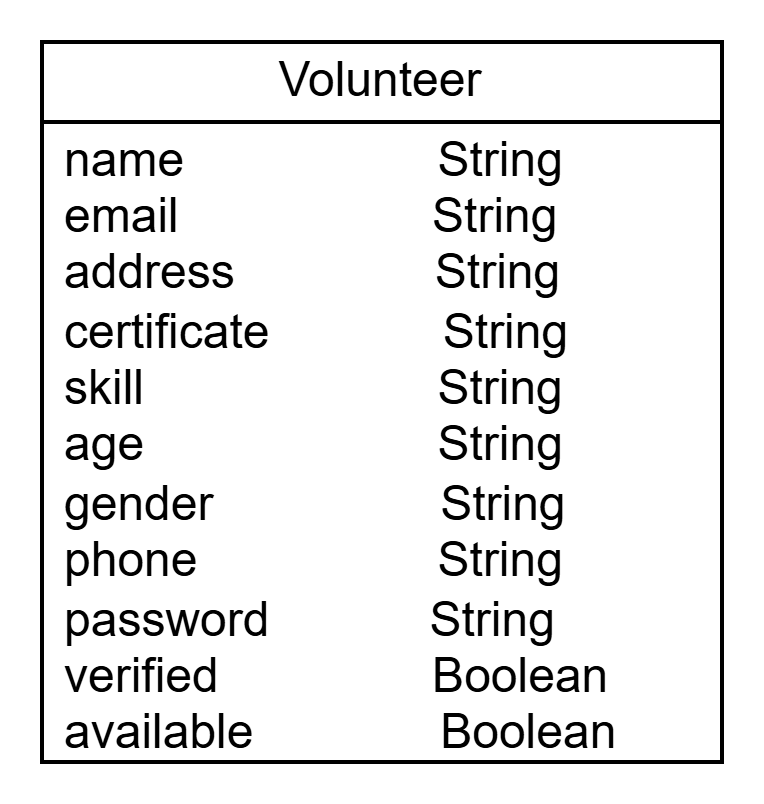 Volunteer
name String
email String
address String
certificate String
skill String
age String
gender String
phone String
password String
verified Boolean
available Boolean